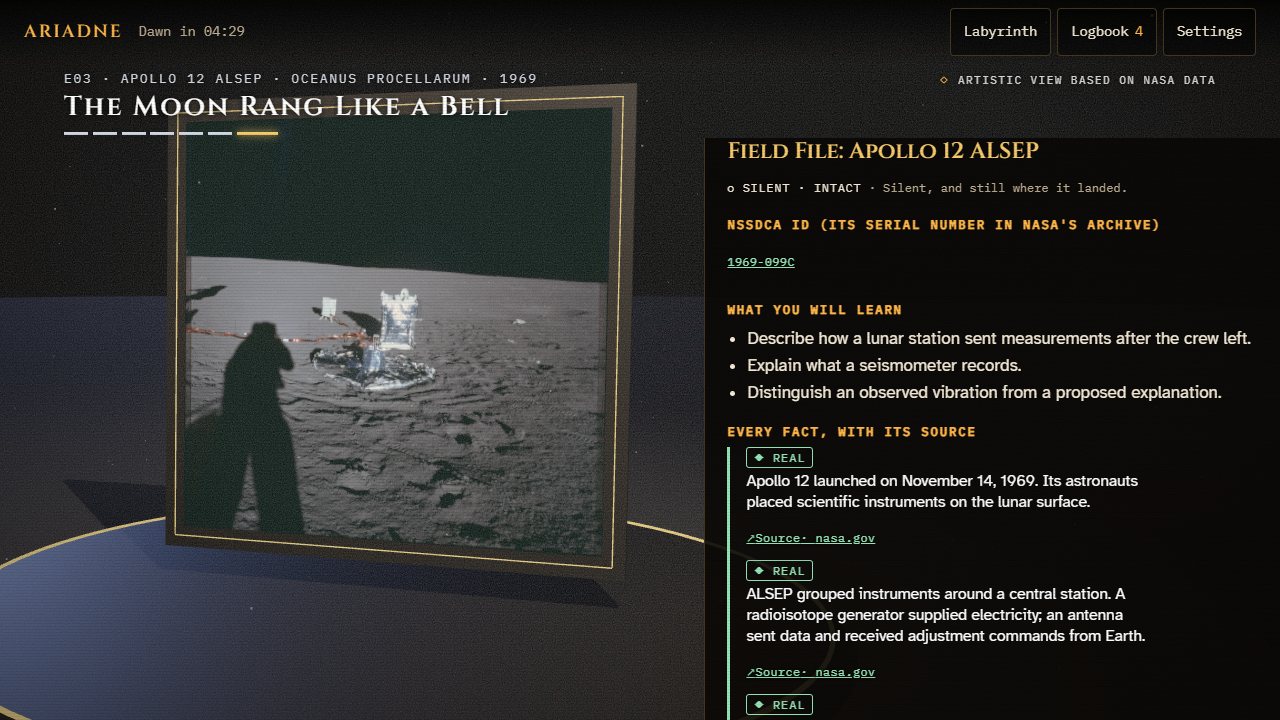 ARIADNE Dawn in 04:29
Labyrinth Logbook 4 Settings
E03 · APOLLO 12 ALSEP · OCEANUS PROCELLARUM · 1969
◇ ARTISTIC VIEW BASED ON NASA DATA
The Moon Rang Like a Bell
Field File: Apollo 12 ALSEP
o SILENT · INTACT · Silent, and still where it landed.
NSSDCA ID (ITS SERIAL NUMBER IN NASA'S ARCHIVE)
1969-099C
WHAT YOU WILL LEARN
• Describe how a lunar station sent measurements after the crew left.
• Explain what a seismometer records.
• Distinguish an observed vibration from a proposed explanation.
EVERY FACT, WITH ITS SOURCE
◆ REAL
Apollo 12 launched on November 14, 1969. Its astronauts
placed scientific instruments on the lunar surface.
↗Source· nasa.gov
◆ REAL
ALSEP grouped instruments around a central station. A
radioisotope generator supplied electricity; an antenna
sent data and received adjustment commands from Earth.
↗Source· nasa.gov
◆ REAL